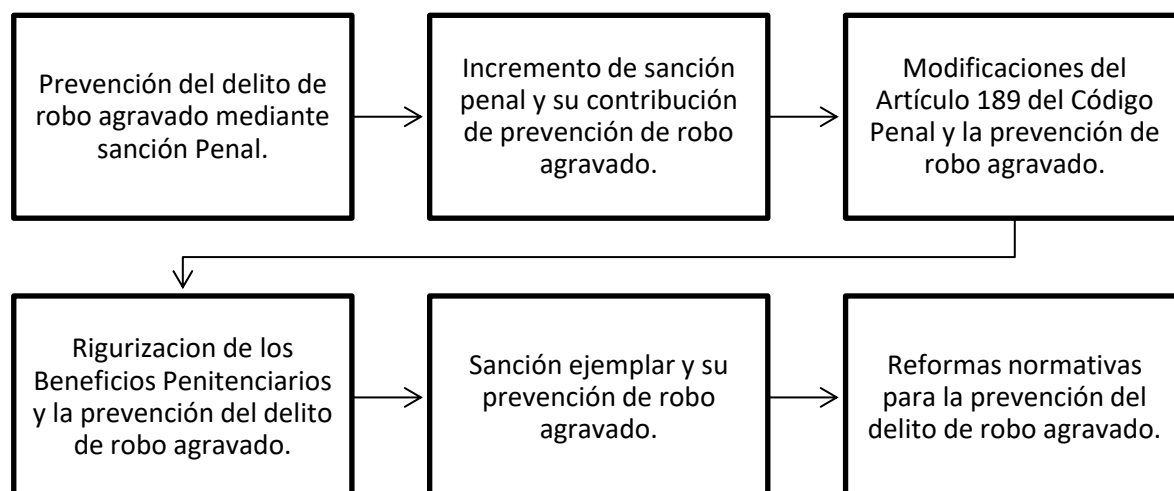 Prevención del delito de
robo agravado mediante
sanción Penal.
Incremento de sanción
penal y su contribución
de prevención de robo
agravado.
Modificaciones del
Artículo 189 del Código
Penal y la prevención de
robo agravado.
Rigurizacion de los
Beneficios Penitenciarios
y la prevención del delito
de robo agravado.
Sanción ejemplar y su
prevención de robo
agravado.
Reformas normativas
para la prevención del
delito de robo agravado.